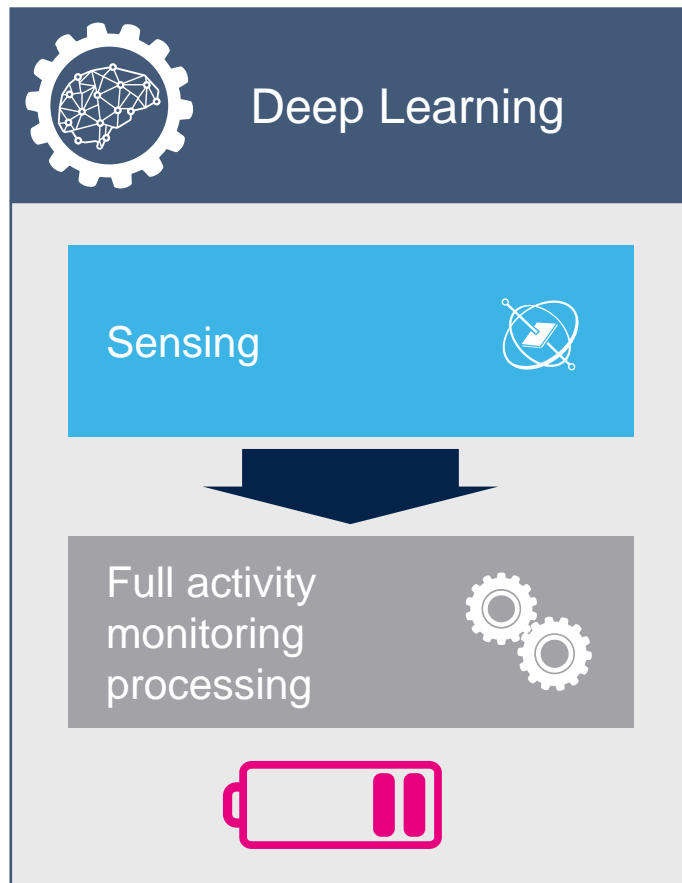 Deep Learning
Sensing
Full activity
monitoring
processing